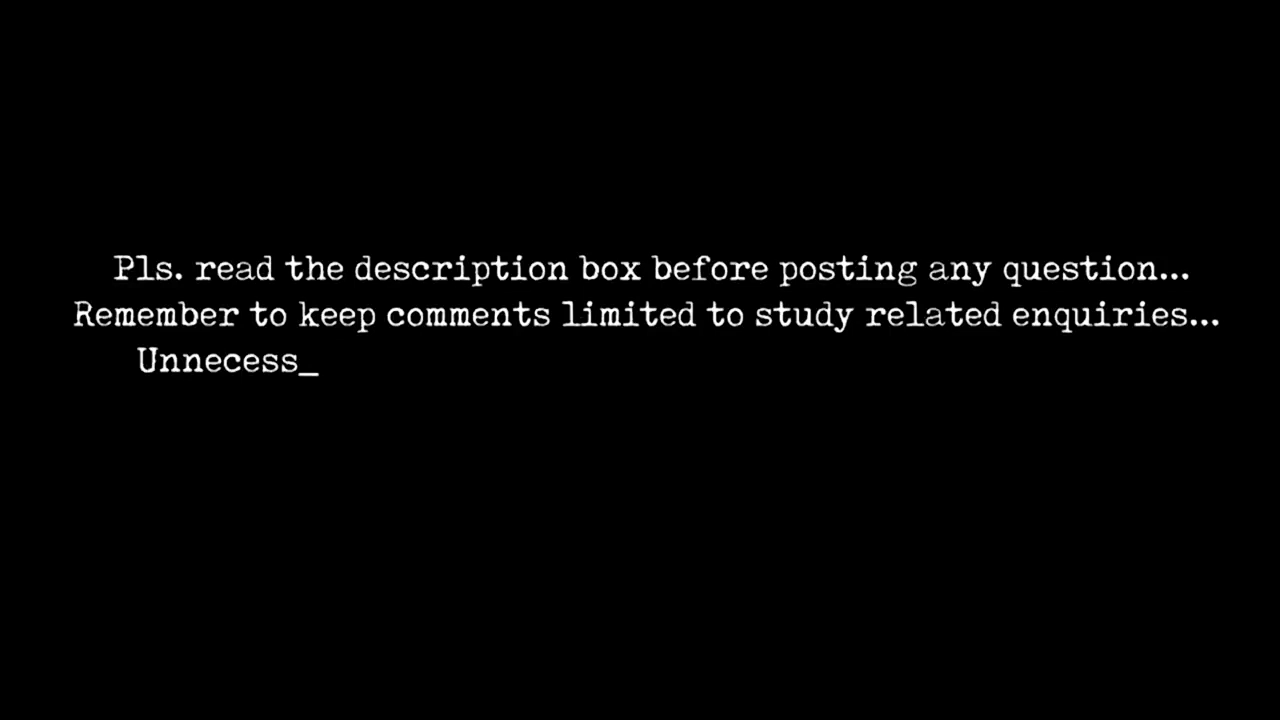 Pls. read the description box before posting any question...
Remember to keep comments limited to study related enquiries...
Unnecess_